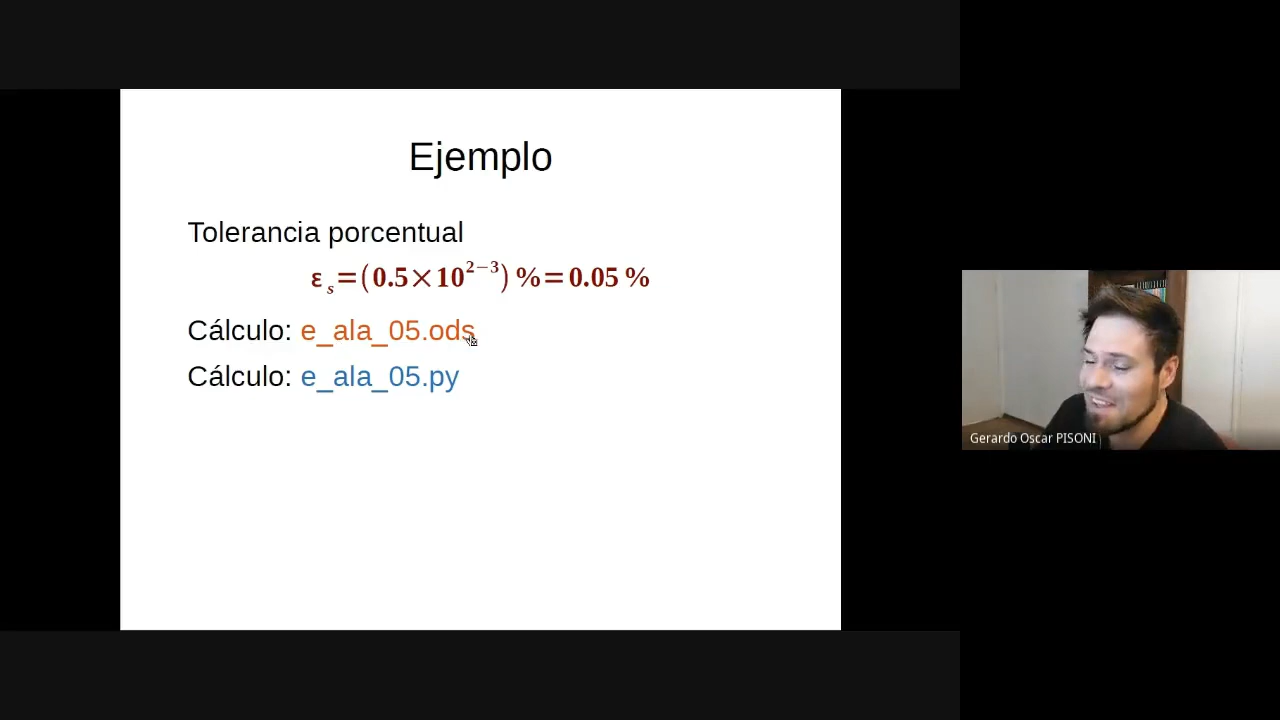 Ejemplo
Tolerancia porcentual
ε_s=(0.5×10^{2−3})%=0.05%
Cálculo: e_ala_05.ods
Cálculo: e_ala_05.py
Gerardo Oscar PISONI